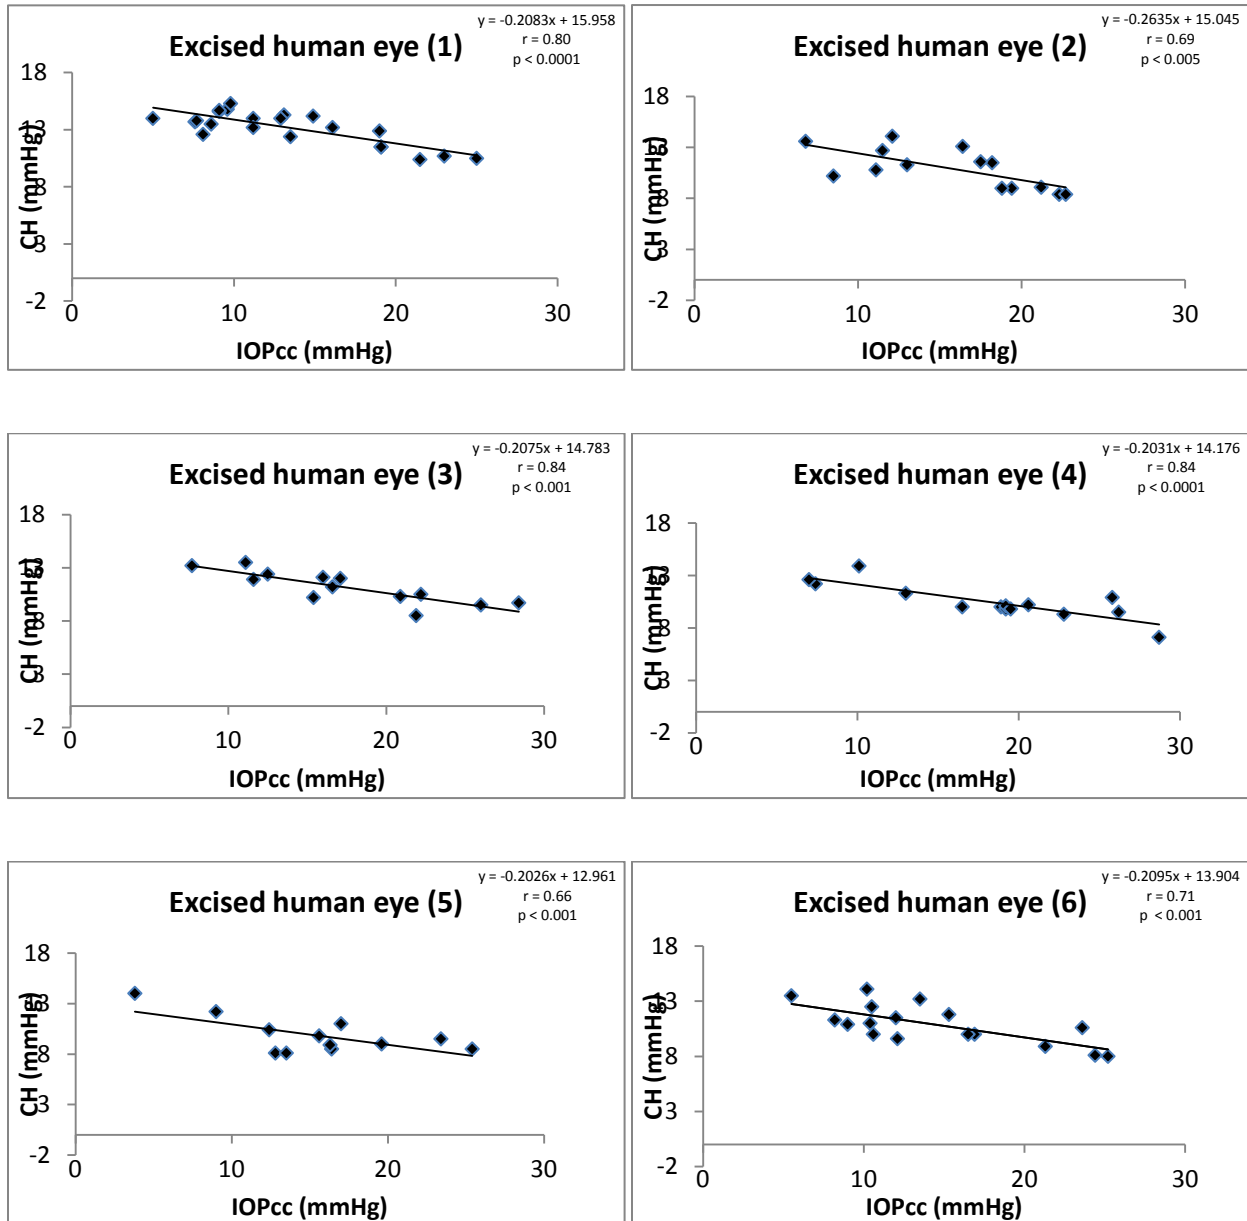 y = -0.2083x + 15.958
r = 0.80
p < 0.0001
Excised human eye (1)
18
13
8
3
-2
CH (mmHg)
0 10 20 30
IOPcc (mmHg)
y = -0.2635x + 15.045
r = 0.69
p < 0.005
Excised human eye (2)
18
13
8
3
-2
CH (mmHg)
0 10 20 30
IOPcc (mmHg)
y = -0.2075x + 14.783
r = 0.84
p < 0.001
Excised human eye (3)
18
13
8
3
-2
CH (mmHg)
0 10 20 30
IOPcc (mmHg)
y = -0.2031x + 14.176
r = 0.84
p < 0.0001
Excised human eye (4)
18
13
8
3
-2
CH (mmHg)
0 10 20 30
IOPcc (mmHg)
y = -0.2026x + 12.961
r = 0.66
p < 0.001
Excised human eye (5)
18
13
8
3
-2
CH (mmHg)
0 10 20 30
IOPcc (mmHg)
y = -0.2095x + 13.904
r = 0.71
p < 0.001
Excised human eye (6)
18
13
8
3
-2
CH (mmHg)
0 10 20 30
IOPcc (mmHg)